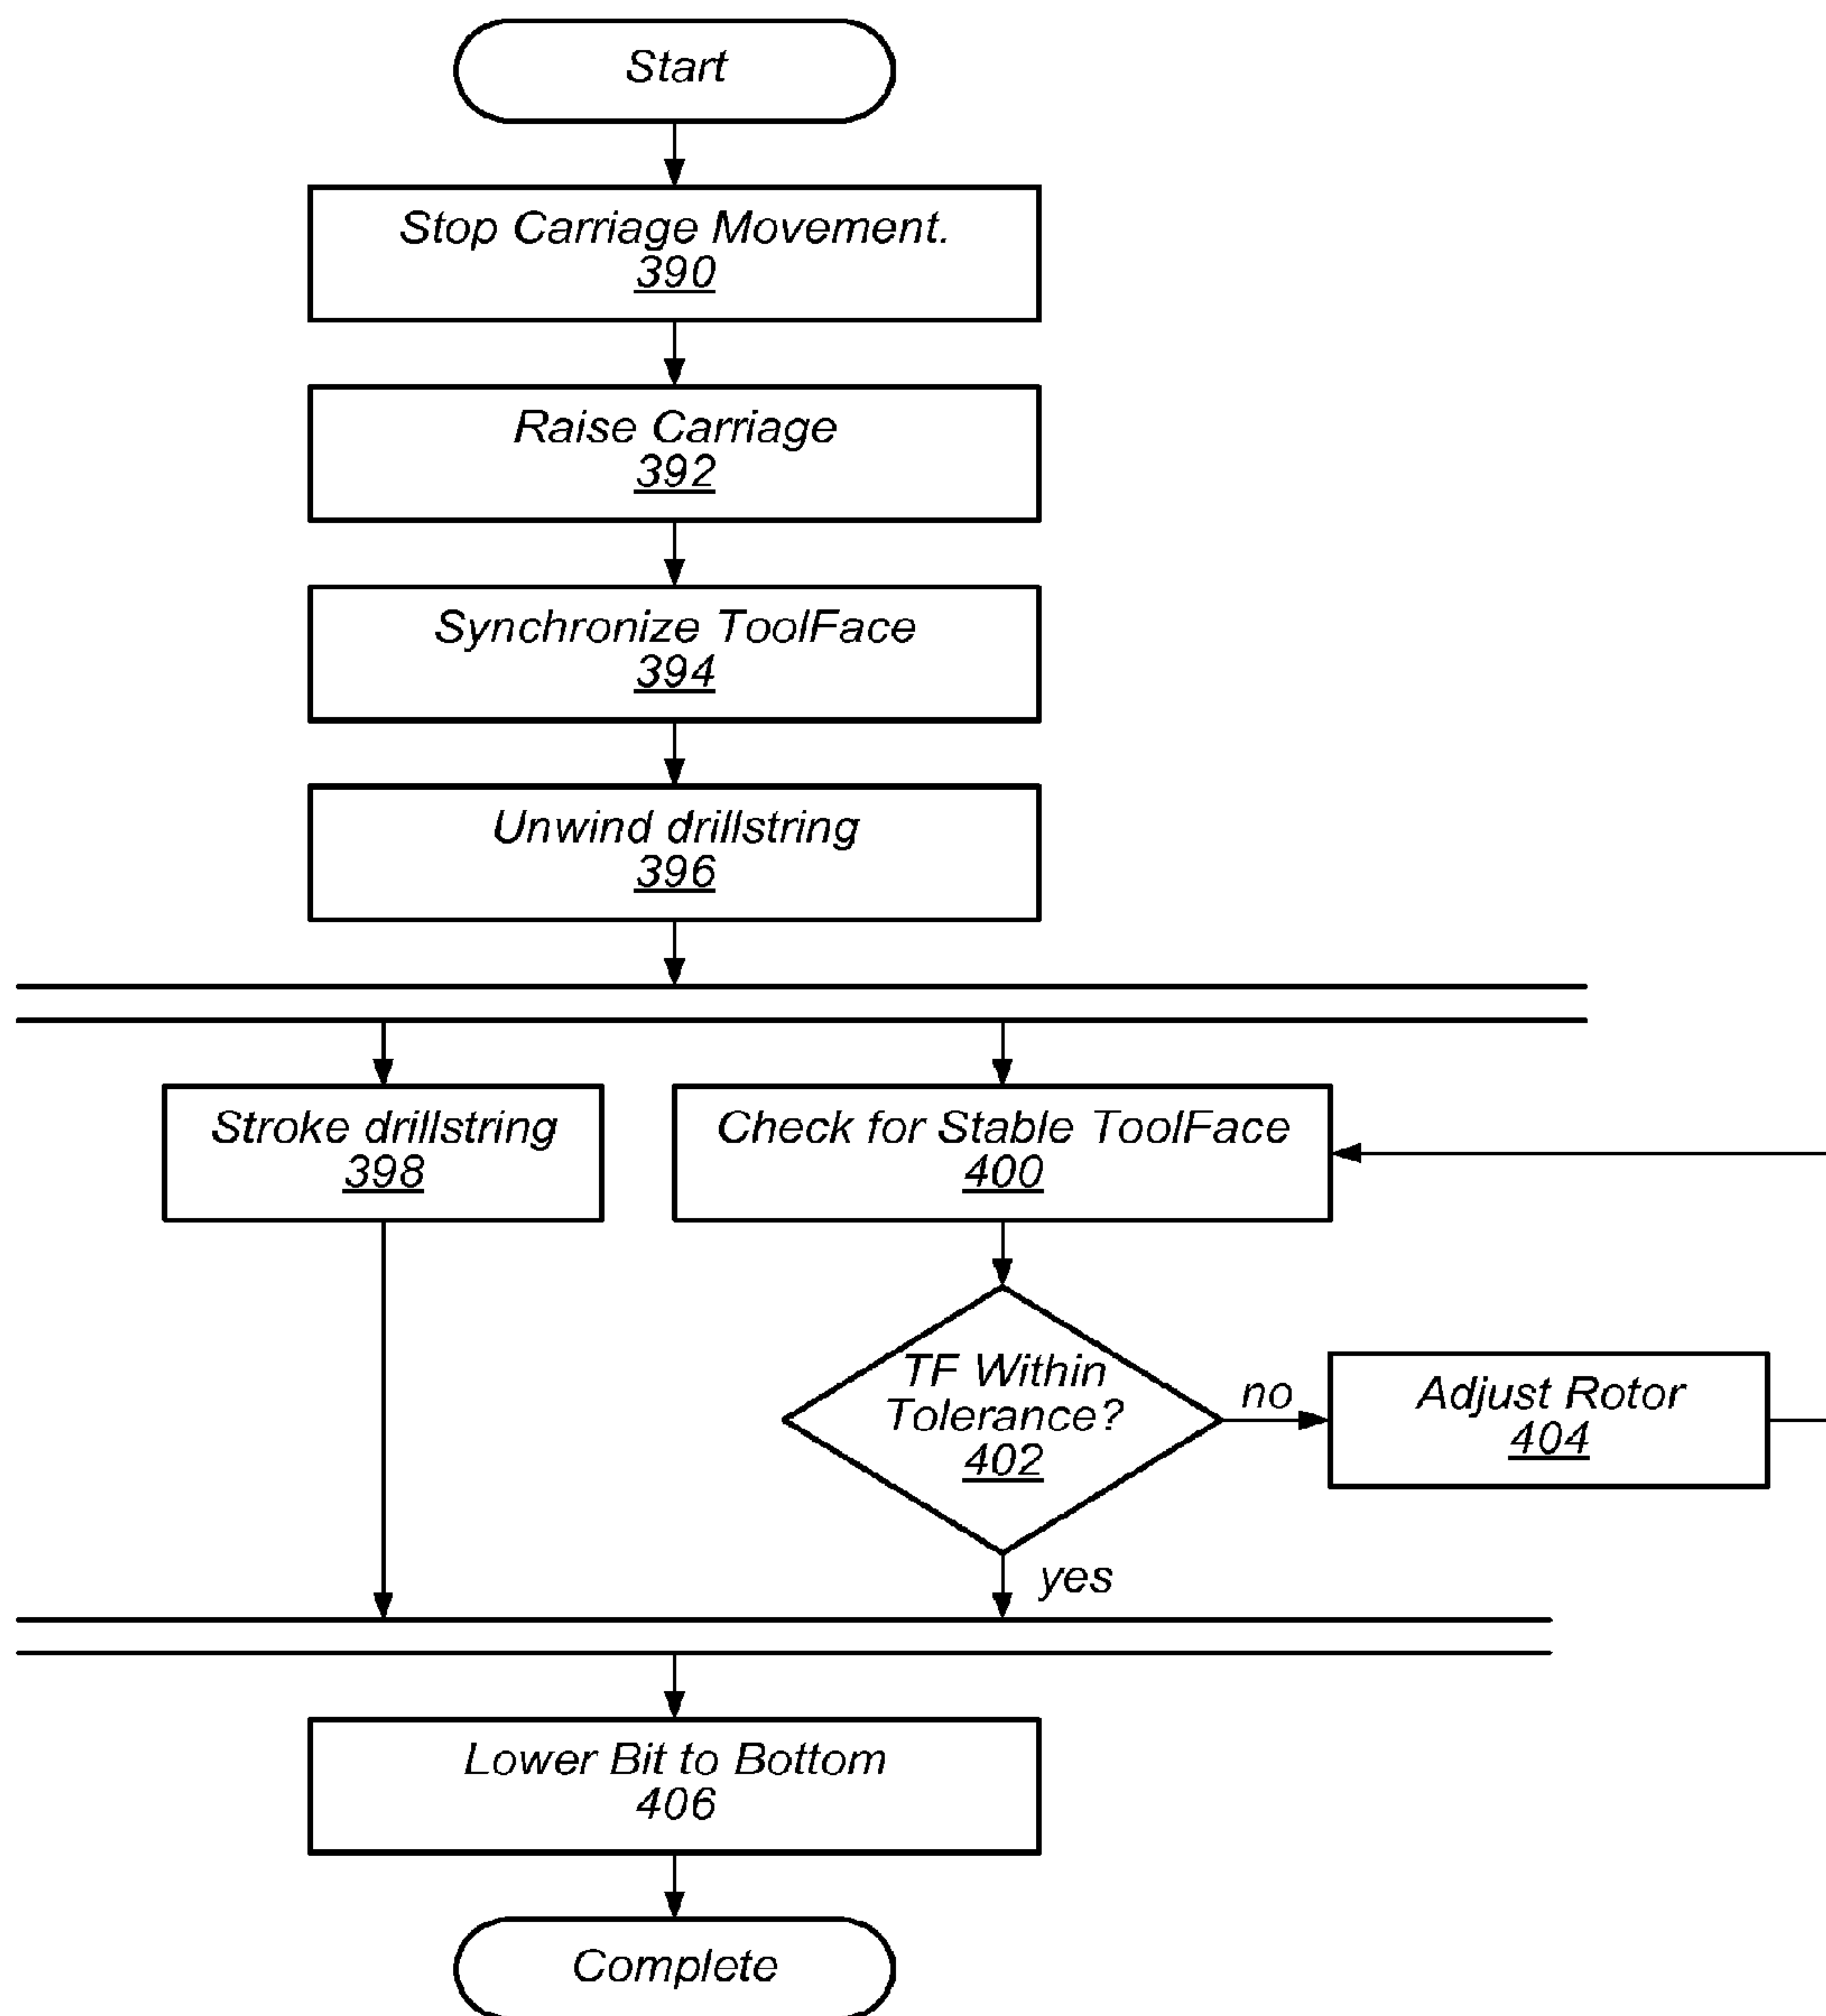 Start
Stop Carriage Movement.
390
Raise Carriage
392
Synchronize ToolFace
394
Unwind drillstring
396
Stroke drillstring
398
Check for Stable ToolFace
400
TF Within
Tolerance?
402
no
Adjust Rotor
404
yes
Lower Bit to Bottom
406
Complete